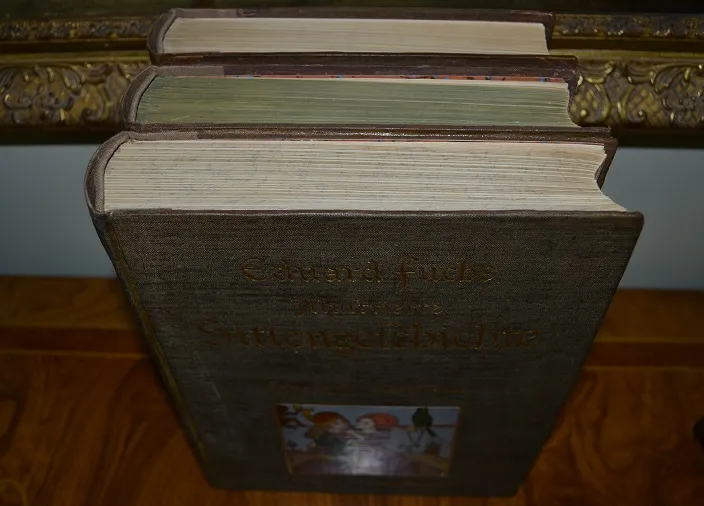 Eduard Fuchs
Illustrierte
Sittengeschichte